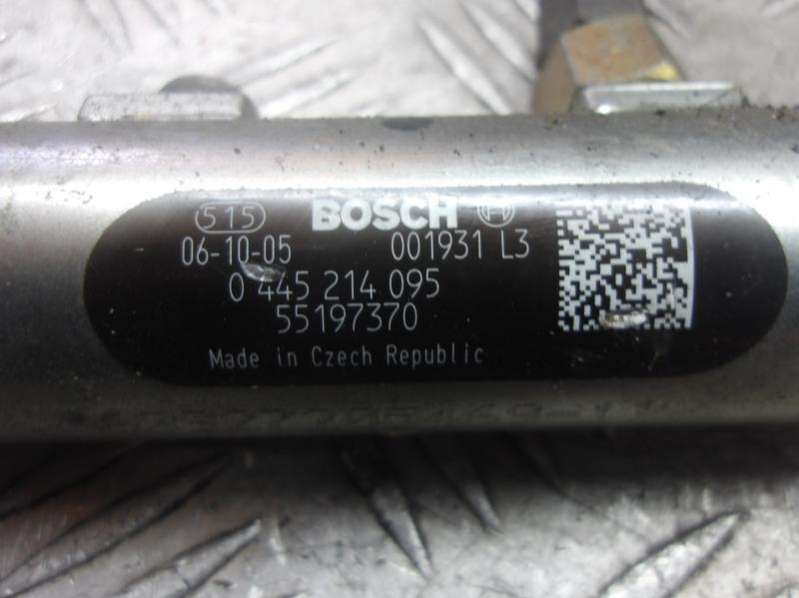 515 BOSCH
06-10-05 001931 L3
0 445 214 095
55197370
Made in Czech Republic